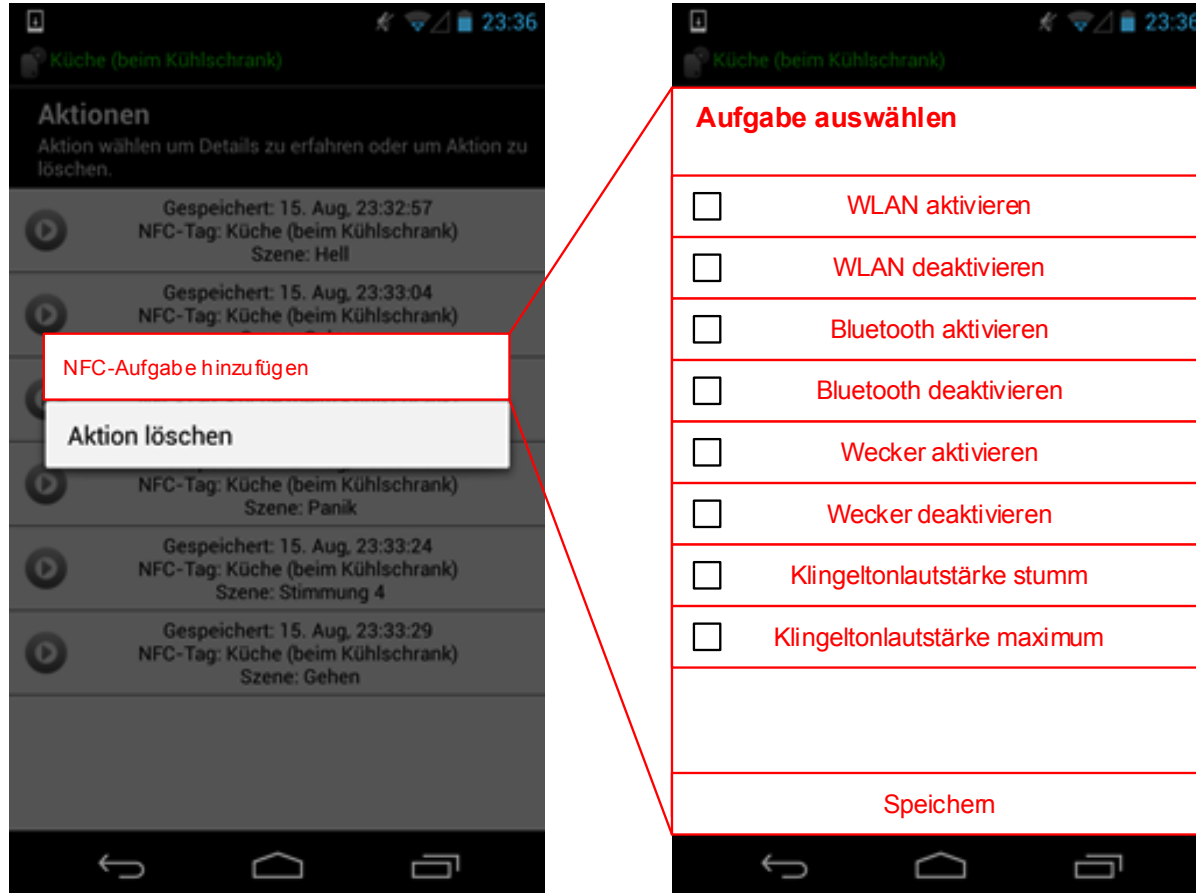 23:36
Küche (beim Kühlschrank)
Aktionen
Aktion wählen um Details zu erfahren oder um Aktion zu
löschen.
Gespeichert: 15. Aug, 23:32:57
NFC-Tag: Küche (beim Kühlschrank)
Szene: Hell
Gespeichert: 15. Aug, 23:33:04
NFC-Tag: Küche (beim Kühlschrank)
NFC-Aufgabe hinzufügen
Aktion löschen
NFC-Tag: Küche (beim Kühlschrank)
Szene: Panik
Gespeichert: 15. Aug, 23:33:24
NFC-Tag: Küche (beim Kühlschrank)
Szene: Stimmung 4
Gespeichert: 15. Aug, 23:33:29
NFC-Tag: Küche (beim Kühlschrank)
Szene: Gehen
23:36
Küche (beim Kühlschrank)
Aufgabe auswählen
WLAN aktivieren
WLAN deaktivieren
Bluetooth aktivieren
Bluetooth deaktivieren
Wecker aktivieren
Wecker deaktivieren
Klingeltonlautstärke stumm
Klingeltonlautstärke maximum
Speichern